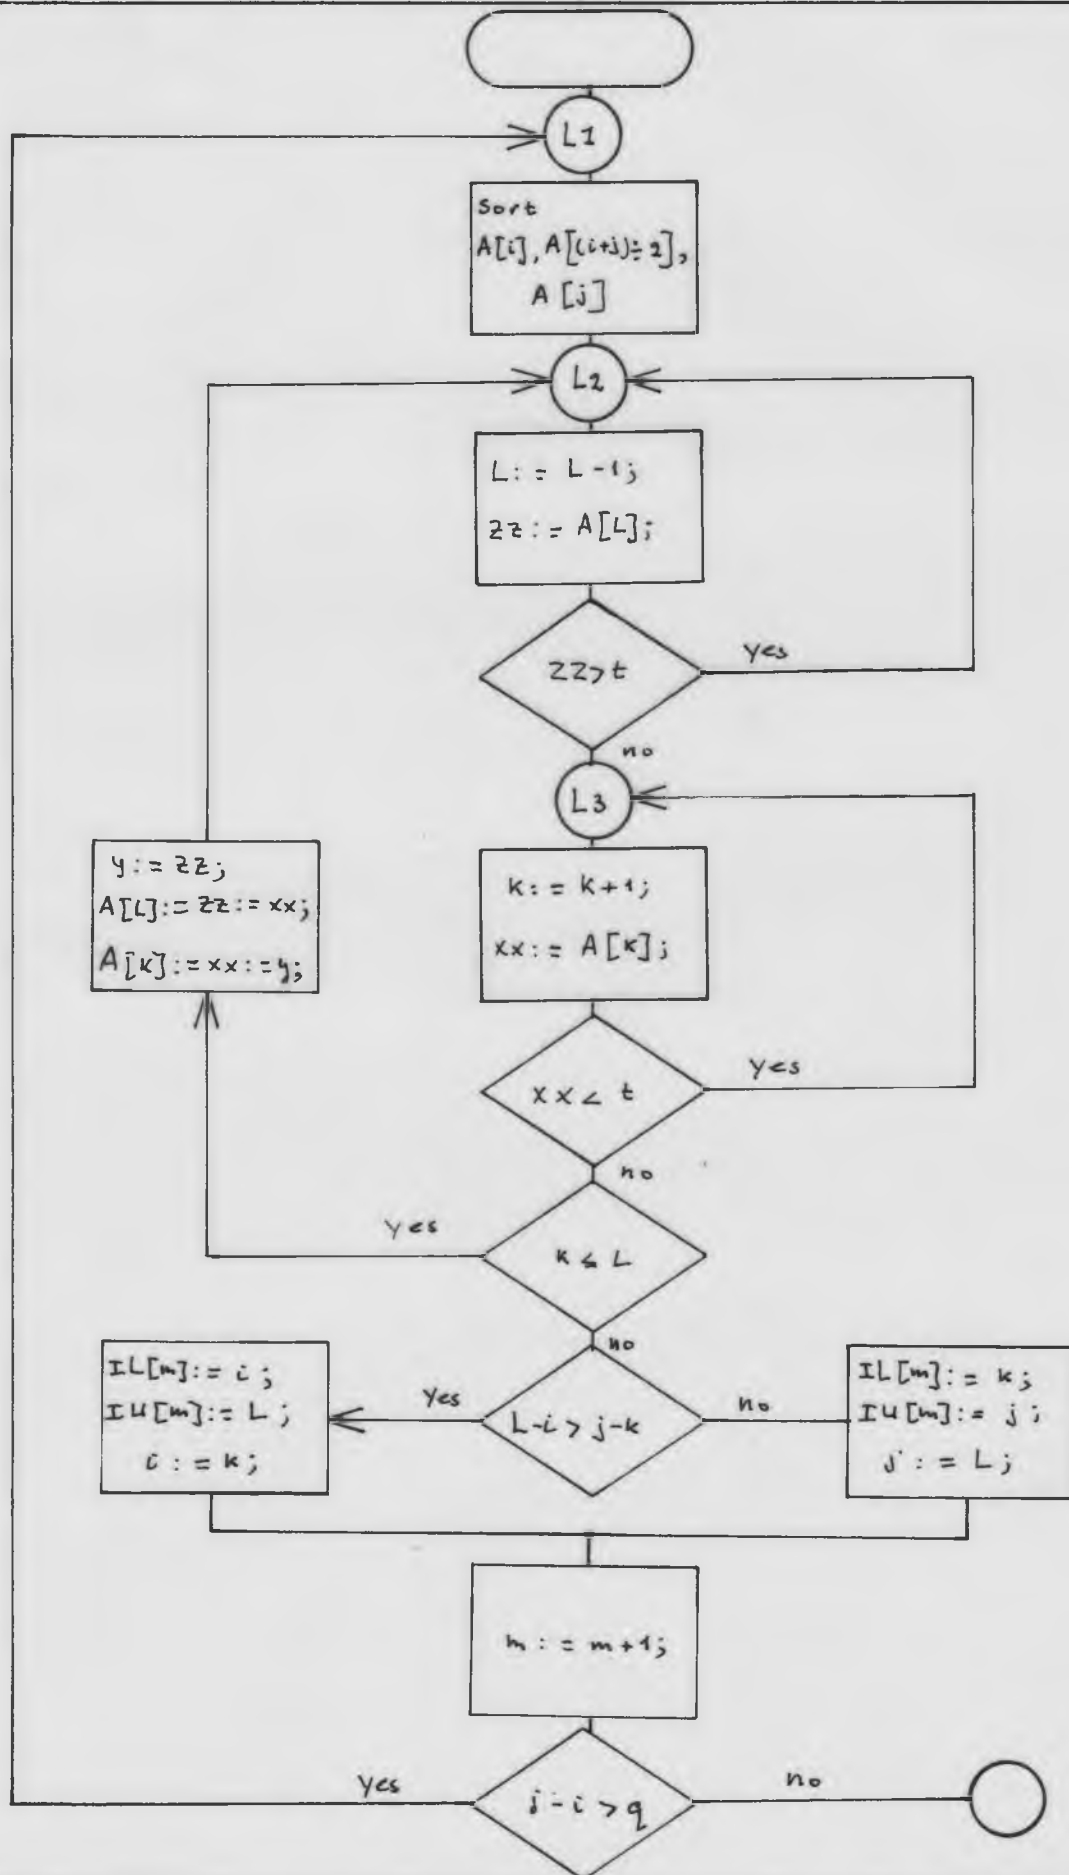 L1
Sort
A[i], A[(i+j)÷2],
A[j]
L2
L := L-1;
zz := A[L];
zz>t
yes
no
L3
y := zz;
A[L]:= zz:= xx;
A[k]:=xx:=y;
k := k+1;
xx := A[k];
xx < t
yes
no
yes
k ≤ L
no
IL[m]:= i;
IU[m]:= L;
i := k;
yes
L-i > j-k
no
IL[m]:= k;
IU[m]:= j;
j := L;
m := m+1;
yes
j-i > q
no